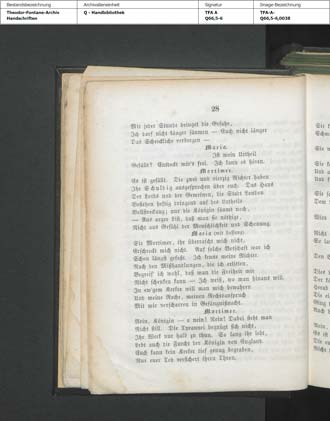 Bestandsbezeichnung
Theodor-Fontane-Archiv
Handschriften
Archivalieneinheit
Q - Handbibliothek
Signatur
TFA A
Q66,5-6
Image-Bezeichnung
TFA-A-
Q66,5-6,0038
28
Mit jeder Minute bringet die Gefahr,
Ich darf nicht länger säumen — Euch nicht länger
Das Schreckliche verbergen —
Maria.
Ist mein Urtheil
Gefällt? Entdeckt mir's frei. Ich kann es hören.
Mortimer.
Es ist gefällt. Die zwei und vierzig Richter haben
Ihr Schuldig ausgesprochen über euch. Das Haus
Der Lords und der Gemeinen, die Stadt London
Bestehen heftig dringend auf des Urtheils
Vollstreckung; nur die Königin säumt noch,
— Aus arger List, daß man sie nöthige,
Nicht aus Gefühl der Menschlichkeit und Schonung.
Maria (mit Fassung)
Sir Mortimer, ihr überrascht mich nicht,
Erschreckt mich nicht. Auf solche Botschaft war ich
Schon längst gefaßt. Ich kenne meine Richter.
Nach den Mißhandlungen, die ich erlitten,
Begreif' ich wohl, daß man die Freiheit mir
Nicht schenken kann — Ich weiß, wo man hinaus will.
In ew'gem Kerker will man mich bewahren
Und meine Rache, meinen Rechtsanspruch
Mit mir verscharren in Gefängnißnacht.
Mortimer.
Nein, Königin — o nein! Nein! Dabei steht man
Nicht still. Die Tyrannei begnügt sich nicht,
Ihr Werk nur halb zu thun. So lang ihr lebt,
Lebt auch die Furcht der Königin von England.
Euch kann kein Kerker tief genug begraben,
Nur euer Tod versichert ihren Thron.